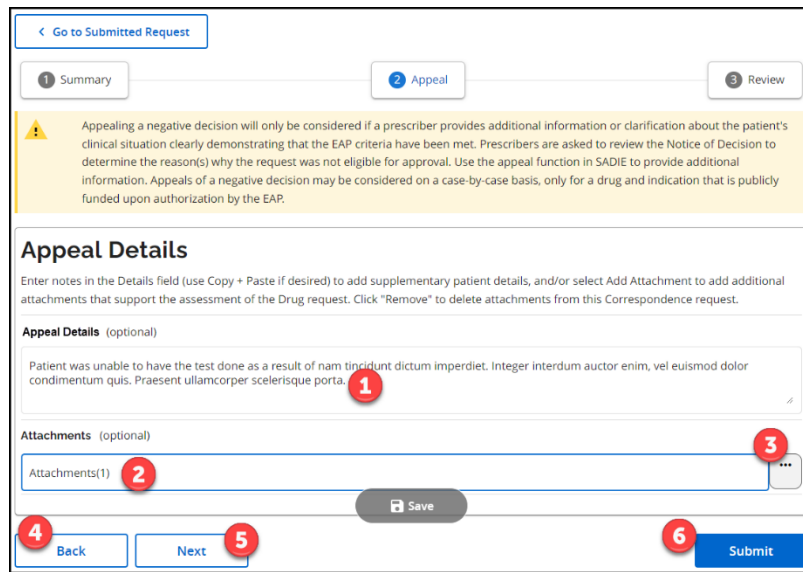 Go to Submitted Request
1 Summary
2 Appeal
3 Review
Appealing a negative decision will only be considered if a prescriber provides additional information or clarification about the patient's
clinical situation clearly demonstrating that the EAP criteria have been met. Prescribers are asked to review the Notice of Decision to
determine the reason(s) why the request was not eligible for approval. Use the appeal function in SADIE to provide additional
information. Appeals of a negative decision may be considered on a case-by-case basis, only for a drug and indication that is publicly
funded upon authorization by the EAP.
Appeal Details
Enter notes in the Details field (use Copy + Paste if desired) to add supplementary patient details, and/or select Add Attachment to add additional
attachments that support the assessment of the Drug request. Click "Remove" to delete attachments from this Correspondence request.
Appeal Details (optional)
Patient was unable to have the test done as a result of nam tincidunt dictum imperdiet. Integer interdum auctor enim, vel euismod dolor
condimentum quis. Praesent ullamcorper scelerisque porta. 1
Attachments (optional)
3
Attachments(1) 2
...
Save
4 Back
Next 5
6 Submit